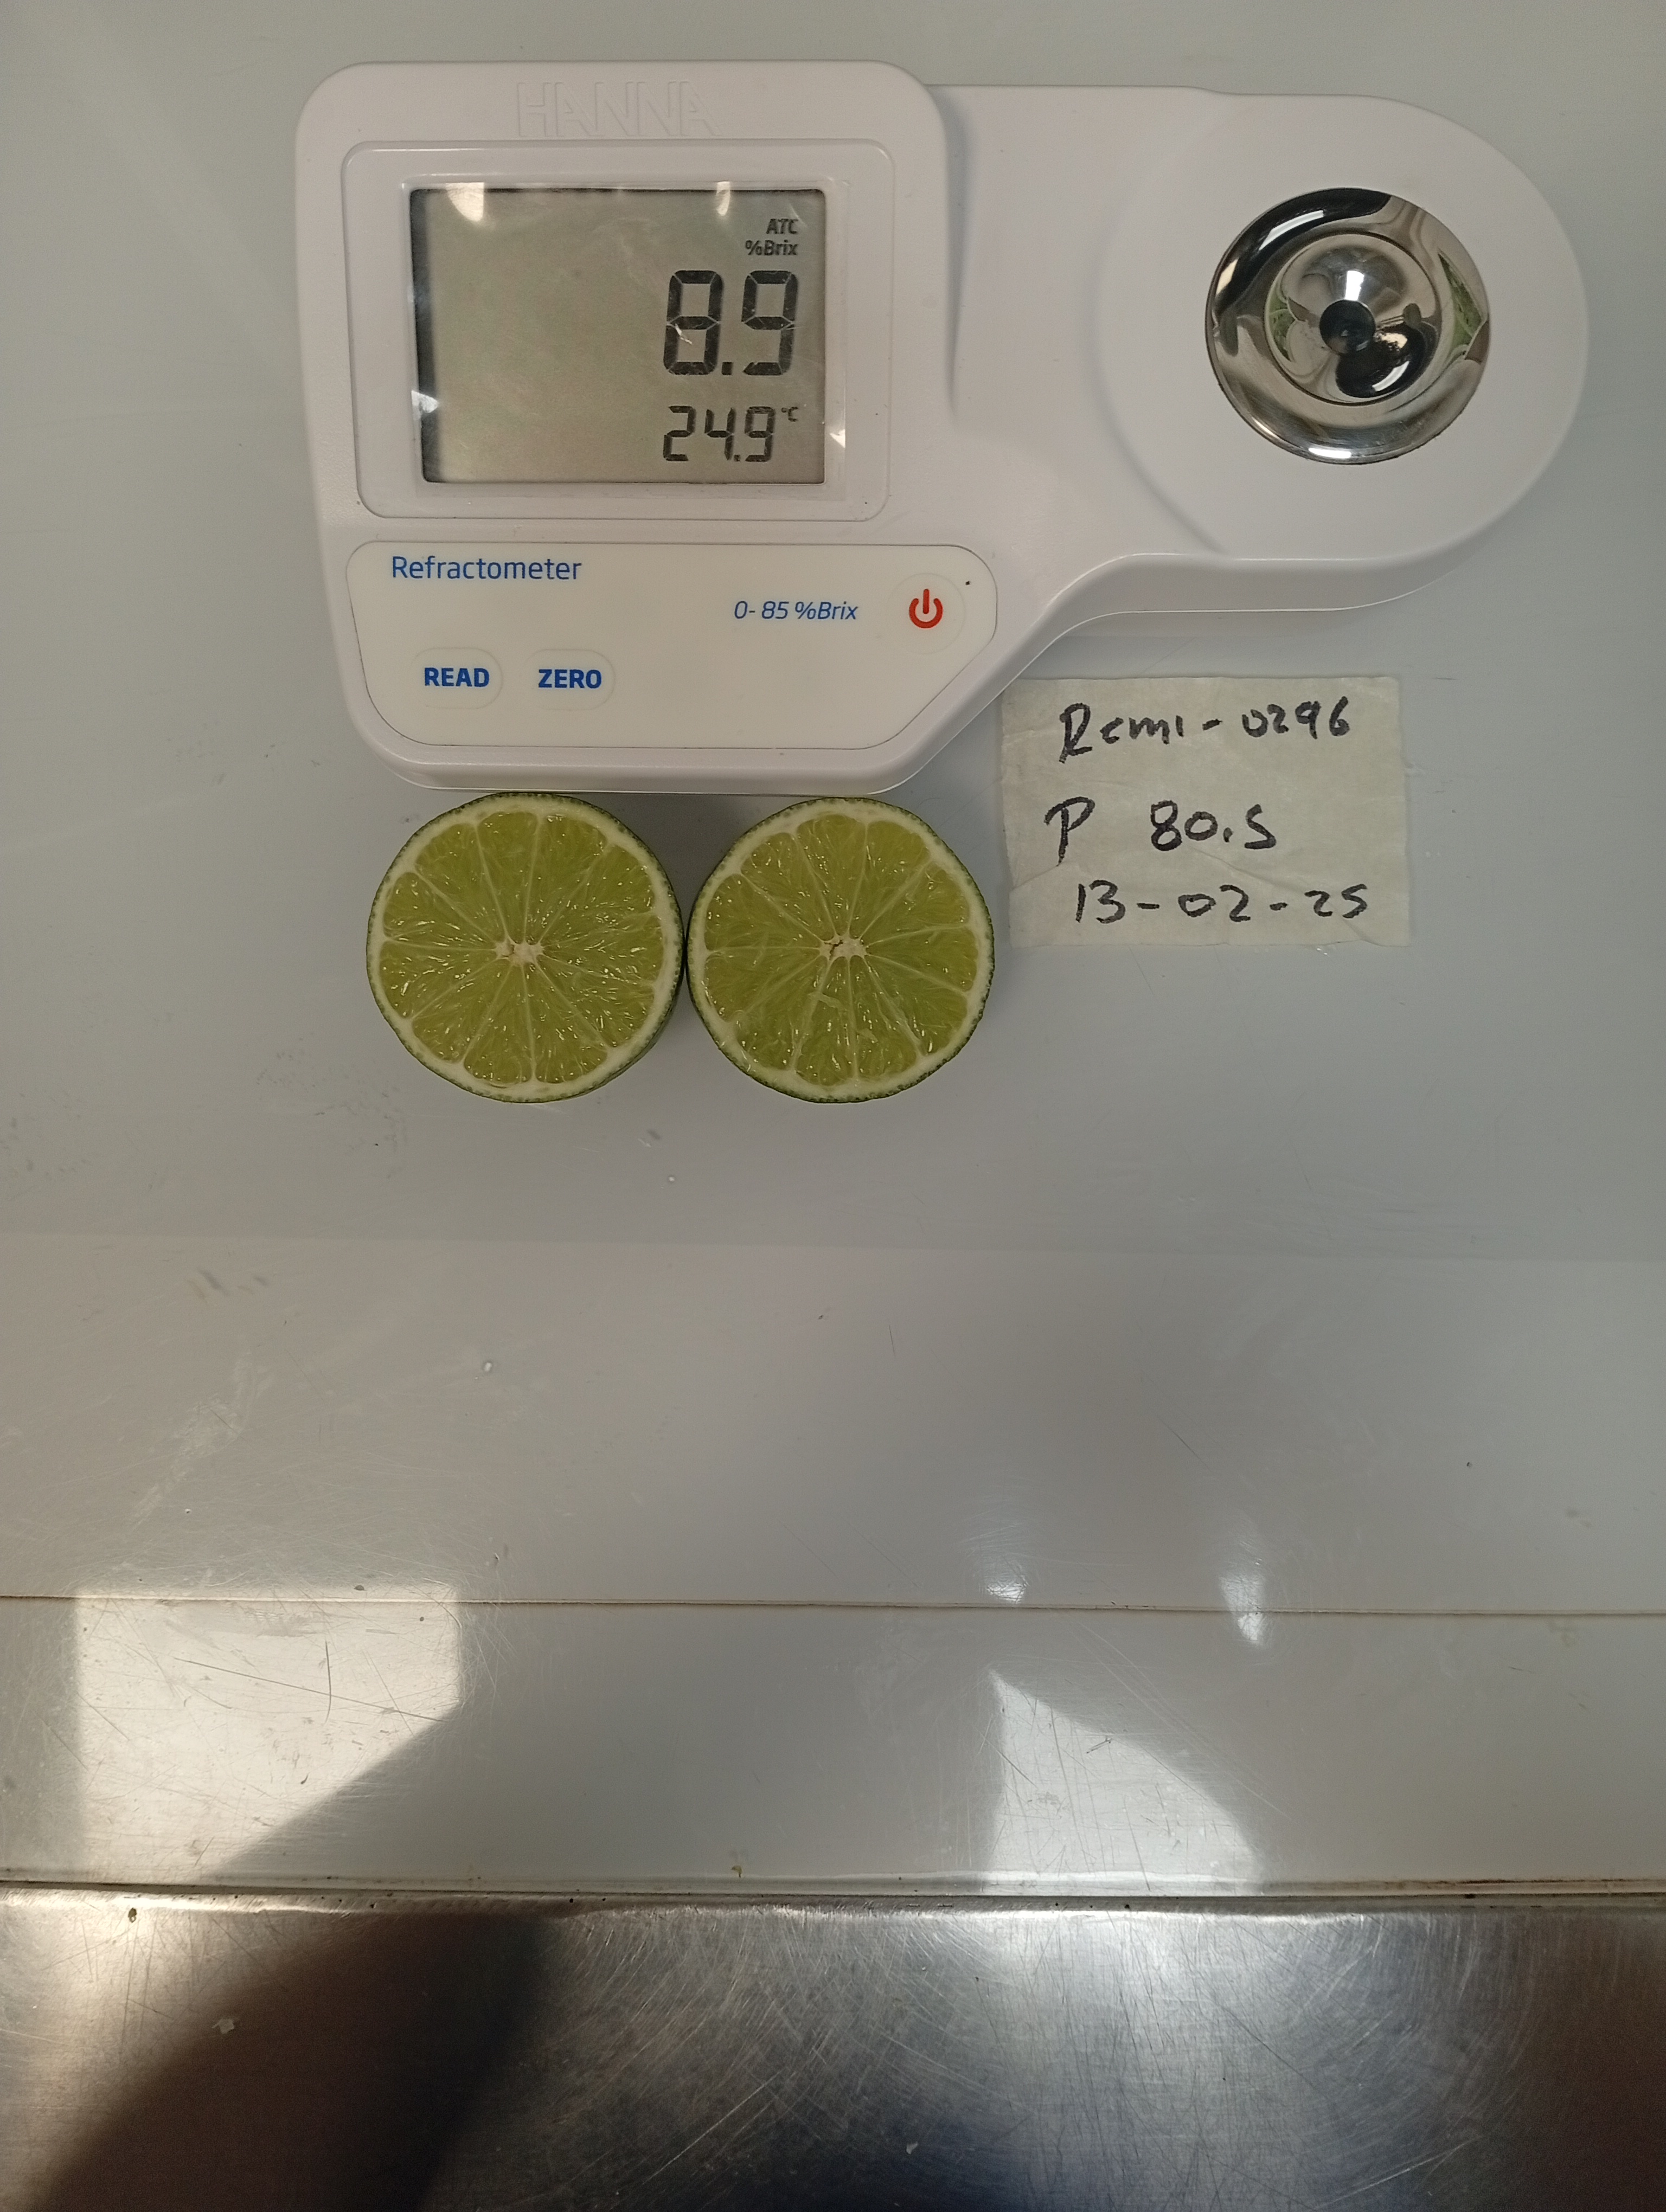 HANNA
ATC
%Brix
8.9
24.9°C
Refractometer
0-85 %Brix
READ
ZERO
Remi-0296
P 80.5
13-02-25